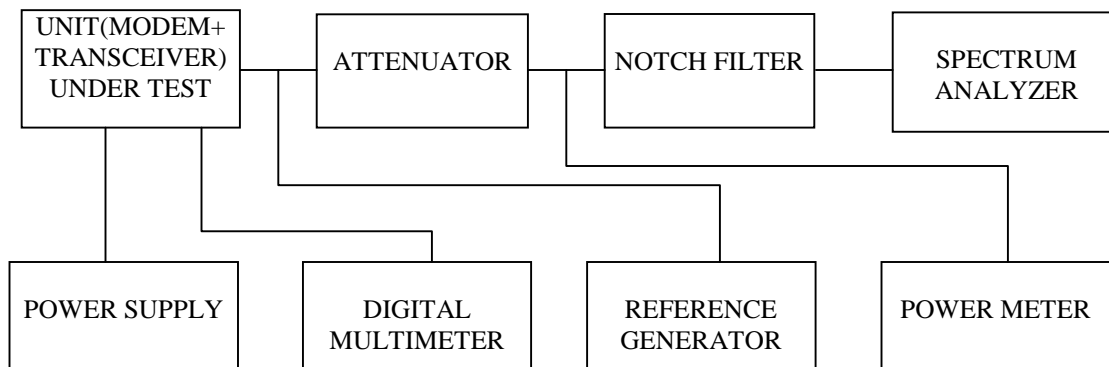 UNIT(MODEM+
TRANSCEIVER)
UNDER TEST
ATTENUATOR
NOTCH FILTER
SPECTRUM
ANALYZER
POWER SUPPLY
DIGITAL
MULTIMETER
REFERENCE
GENERATOR
POWER METER